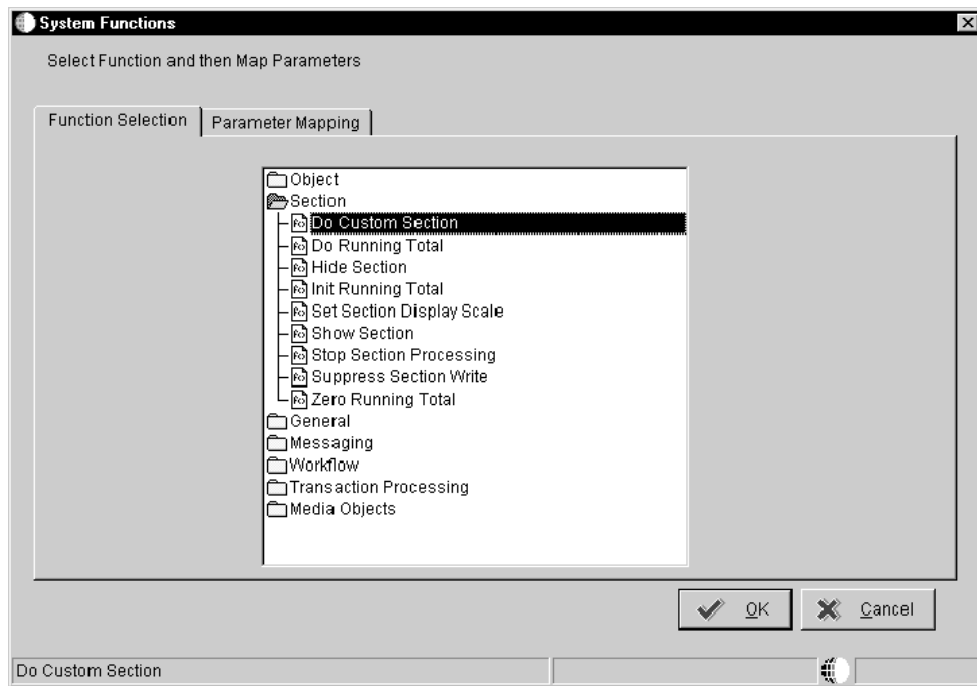 System Functions
Select Function and then Map Parameters
Function Selection
Parameter Mapping
Object
Section
Do Custom Section
Do Running Total
Hide Section
Init Running Total
Set Section Display Scale
Show Section
Stop Section Processing
Suppress Section Write
Zero Running Total
General
Messaging
Workflow
Transaction Processing
Media Objects
OK
Cancel
Do Custom Section